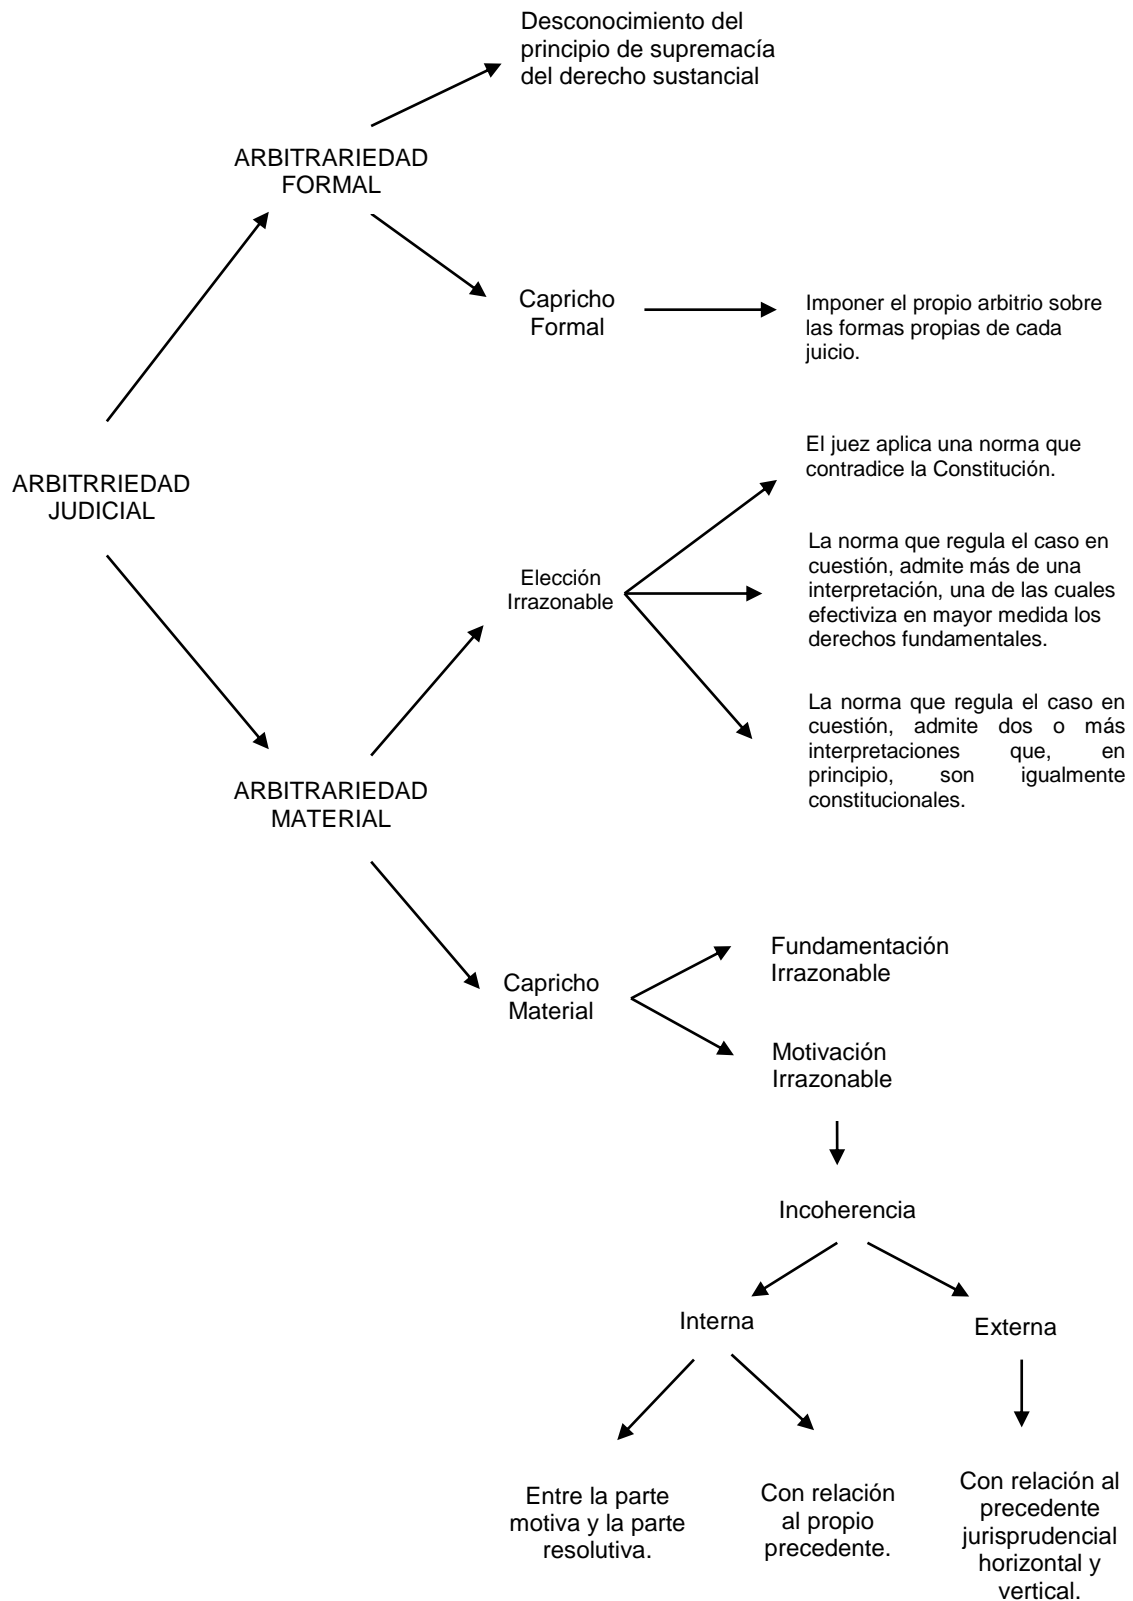 Desconocimiento del
principio de supremacía
del derecho sustancial
ARBITRARIEDAD
FORMAL
Capricho
Formal
Imponer el propio arbitrio sobre
las formas propias de cada
juicio.
El juez aplica una norma que
contradice la Constitución.
ARBITRRIEDAD
JUDICIAL
Elección
Irrazonable
La norma que regula el caso en
cuestión, admite más de una
interpretación, una de las cuales
efectiviza en mayor medida los
derechos fundamentales.
La norma que regula el caso en
cuestión, admite dos o más
interpretaciones que, en
principio, son igualmente
constitucionales.
ARBITRARIEDAD
MATERIAL
Capricho
Material
Fundamentación
Irrazonable
Motivación
Irrazonable
Incoherencia
Interna
Externa
Entre la parte
motiva y la parte
resolutiva.
Con relación
al propio
precedente.
Con relación al
precedente
jurisprudencial
horizontal y
vertical.